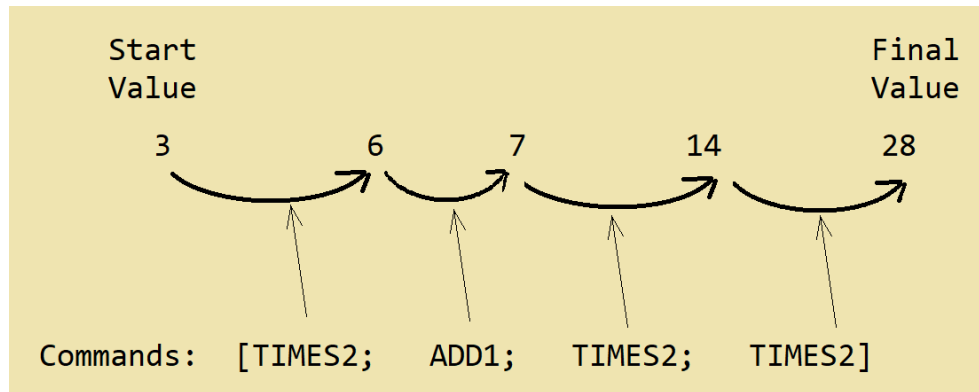 Start Final
Value Value
3 6 7 14 28
Commands: [TIMES2; ADD1; TIMES2; TIMES2]